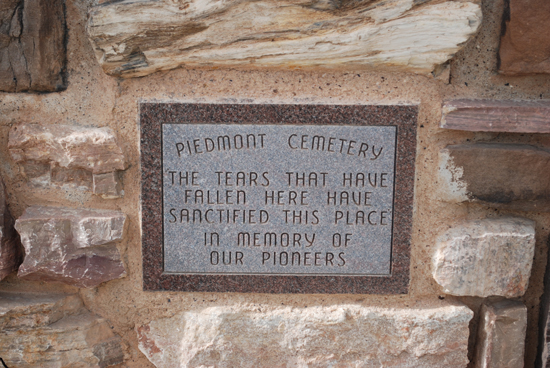 PIEDMONT CEMETERY
THE TEARS THAT HAVE
FALLEN HERE HAVE
SANCTIFIED THIS PLACE
IN MEMORY OF
OUR PIONEERS